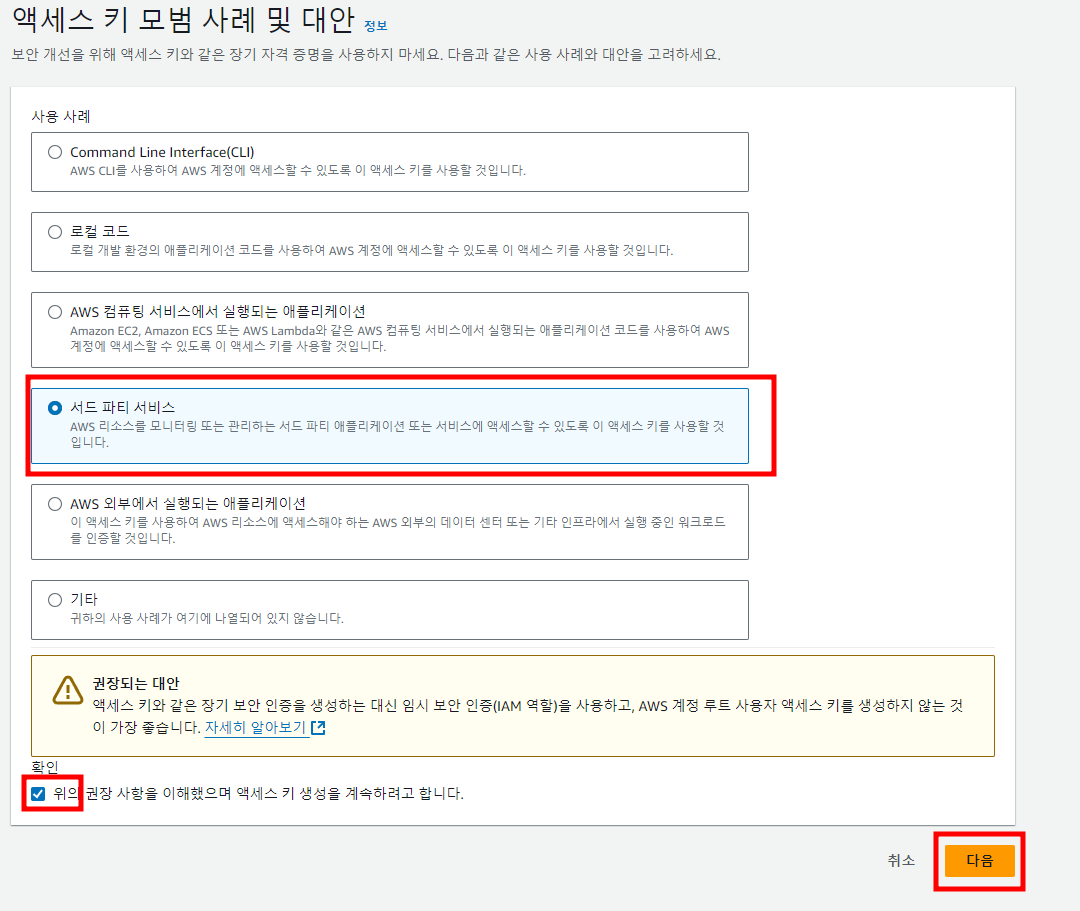 액세스 키 모범 사례 및 대안 정보
보안 개선을 위해 액세스 키와 같은 장기 자격 증명을 사용하지 마세요. 다음과 같은 사용 사례와 대안을 고려하세요.
사용 사례
Command Line Interface(CLI)
AWS CLI를 사용하여 AWS 계정에 액세스할 수 있도록 이 액세스 키를 사용할 것입니다.
로컬 코드
로컬 개발 환경의 애플리케이션 코드를 사용하여 AWS 계정에 액세스할 수 있도록 이 액세스 키를 사용할 것입니다.
AWS 컴퓨팅 서비스에서 실행되는 애플리케이션
Amazon EC2, Amazon ECS 또는 AWS Lambda와 같은 AWS 컴퓨팅 서비스에서 실행되는 애플리케이션 코드를 사용하여 AWS
계정에 액세스할 수 있도록 이 액세스 키를 사용할 것입니다.
서드 파티 서비스
AWS 리소스를 모니터링 또는 관리하는 서드 파티 애플리케이션 또는 서비스에 액세스할 수 있도록 이 액세스 키를 사용할 것
입니다.
AWS 외부에서 실행되는 애플리케이션
이 액세스 키를 사용하여 AWS 리소스에 액세스해야 하는 AWS 외부의 데이터 센터 또는 기타 인프라에서 실행 중인 워크로드
를 인증할 것입니다.
기타
귀하의 사용 사례가 여기에 나열되어 있지 않습니다.
권장되는 대안
액세스 키와 같은 장기 보안 인증을 생성하는 대신 임시 보안 인증(IAM 역할)을 사용하고, AWS 계정 루트 사용자 액세스 키를 생성하지 않는 것
이 가장 좋습니다. 자세히 알아보기
확인
위의 권장 사항을 이해했으며 액세스 키 생성을 계속하려고 합니다.
취소 다음